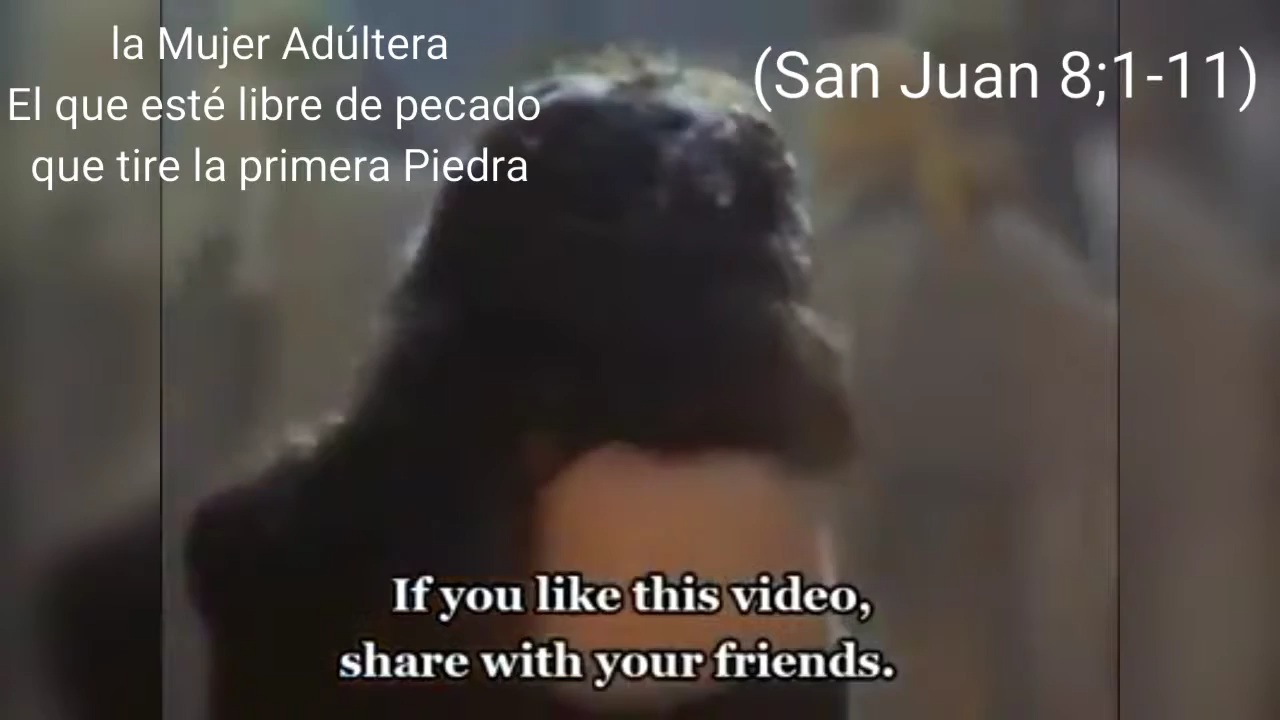 la Mujer Adúltera
El que esté libre de pecado
que tire la primera Piedra
(San Juan 8;1-11)
If you like this video,
share with your friends.